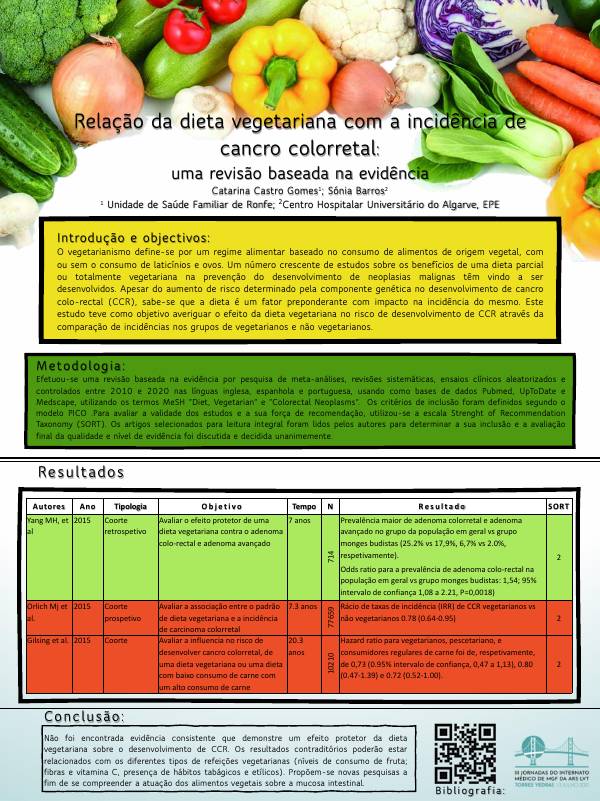 Relação da dieta vegetariana com a incidência de
cancro colorretal:
uma revisão baseada na evidência
Catarina Castro Gomes¹; Sónia Barros²
¹ Unidade de Saúde Familiar de Ronfe; ²Centro Hospitalar Universitário do Algarve, EPE
Introdução e objectivos:
O vegetarianismo define-se por um regime alimentar baseado no consumo de alimentos de origem vegetal, com
ou sem o consumo de laticínios e ovos. Um número crescente de estudos sobre os benefícios de uma dieta parcial
ou totalmente vegetariana na prevenção do desenvolvimento de neoplasias malignas têm vindo a ser
desenvolvidos. Apesar do aumento de risco determinado pela componente genética no desenvolvimento de cancro
colo-rectal (CCR), sabe-se que a dieta é um fator preponderante com impacto na incidência do mesmo. Este
estudo teve como objetivo averiguar o efeito da dieta vegetariana no risco de desenvolvimento de CCR através da
comparação de incidências nos grupos de vegetarianos e não vegetarianos.
Metodologia:
Efetuou-se uma revisão baseada na evidência por pesquisa de meta-análises, revisões sistemáticas, ensaios clínicos aleatorizados e
controlados entre 2010 e 2020 nas línguas inglesa, espanhola e portuguesa, usando como bases de dados Pubmed, UpToDate e
Medscape, utilizando os termos MeSH "Diet, Vegetarian" e "Colorectal Neoplasms". Os critérios de inclusão foram definidos segundo o
modelo PICO .Para avaliar a validade dos estudos e a sua força de recomendação, utilizou-se a escala Strenght of Recommendation
Taxonomy (SORT). Os artigos selecionados para leitura integral foram lidos pelos autores para determinar a sua inclusão e a avaliação
final da qualidade e nível de evidência foi discutida e decidida unanimemente.
Resultados
Autores Ano Tipologia Objetivo Tempo N Resultado SORT
Yang MH, et 2015 Coorte Avaliar o efeito protetor de uma 7 anos 714 Prevalência maior de adenoma colorretal e adenoma 2
al retrospetivo dieta vegetariana contra o adenoma avançado no grupo da população em geral vs grupo
colo-rectal e adenoma avançado monges budistas (25.2% vs 17,9%, 6,7% vs 2.0%,
respetivamente).
Odds ratio para a prevalência de adenoma colo-rectal na
população em geral vs grupo monges budistas: 1,54; 95%
intervalo de confiança 1,08 a 2.21, P=0,0018)
Orlich Mj et 2015 Coorte Avaliar a associação entre o padrão 7.3 anos 77659 Rácio de taxas de incidência (IRR) de CCR vegetarianos vs 2
al. prospetivo de dieta vegetariana e a incidência não vegetarianos 0.78 (0.64-0.95)
de carcinoma colorretal
Gilsing et al. 2015 Coorte Avaliar a influencia no risco de 20.3 10210 Hazard ratio para vegetarianos, pescetariano, e 2
desenvolver cancro colorretal, de anos consumidores regulares de carne foi de, respetivamente,
uma dieta vegetariana ou uma dieta de 0,73 (0.95% intervalo de confiança, 0,47 a 1,13), 0.80
com baixo consumo de carne com (0.47-1.39) e 0.72 (0.52-1.00).
um alto consumo de carne
Conclusão:
Não foi encontrada evidência consistente que demonstre um efeito protetor da dieta
vegetariana sobre o desenvolvimento de CCR. Os resultados contraditórios poderão estar
relacionados com os diferentes tipos de refeições vegetarianas (níveis de consumo de fruta;
fibras e vitamina C, presença de hábitos tabágicos e etílicos). Propõem-se novas pesquisas a
fim de se compreender a atuação dos alimentos vegetais sobre a mucosa intestinal.
Bibliografia:
III JORNADAS DO INTERNATO
MÉDICO DE MGF DA ARS LVT
TORRES VEDRAS